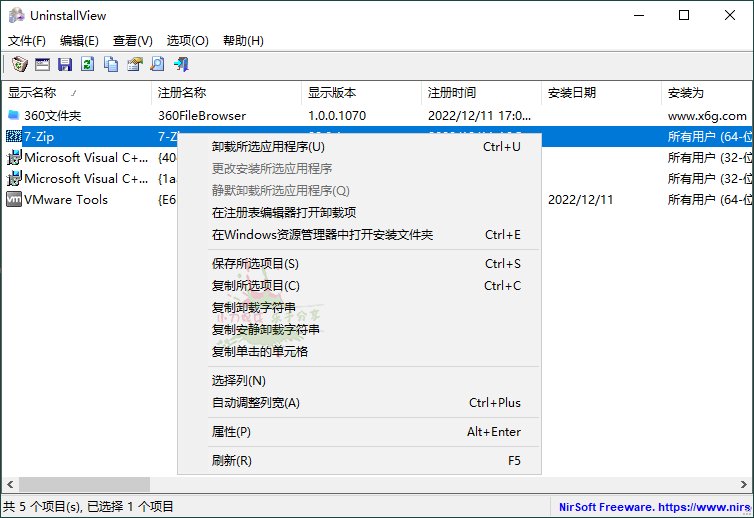 UninstallView
文件(F) 编辑(E) 查看(V) 选项(O) 帮助(H)
显示名称 注册名称 显示版本 注册时间 安装日期 安装为
360文件夹 360FileBrowser 1.0.0.1070 2022/12/11 17:0... www.x6g.com
7-Zip 所有用户 (64-位
Microsoft Visual C+... {40 所有用户 (32-位
Microsoft Visual C+... {1a 所有用户 (32-位
VMware Tools {E6 2022/12/11 所有用户 (64-位
卸载所选应用程序(U) Ctrl+U
更改安装所选应用程序
静默卸载所选应用程序(Q)
在注册表编辑器打开卸载项
在Windows资源管理器中打开安装文件夹 Ctrl+E
保存所选项目(S) Ctrl+S
复制所选项目(C) Ctrl+C
复制卸载字符串
复制安静卸载字符串
复制单击的单元格
选择列(N)
自动调整列宽(A) Ctrl+Plus
属性(P) Alt+Enter
刷新(R) F5
共 5 个项目(s), 已选择 1 个项目 NirSoft Freeware. https://www.nirs